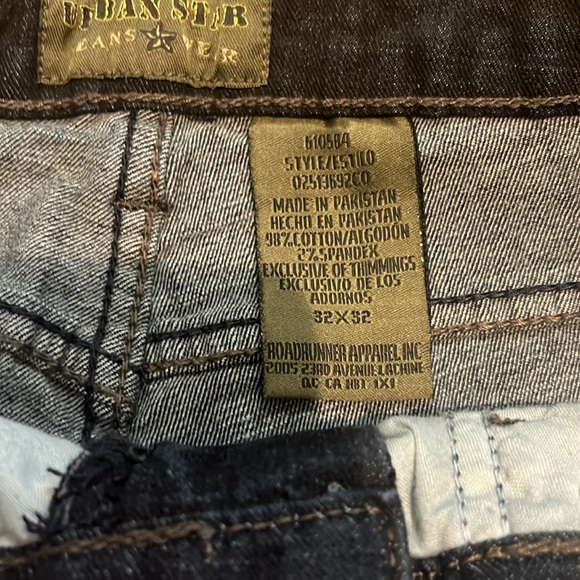 URBAN STAR
JEANS WEAR
610584
STYLE/ESTILO
02513692CO
MADE IN PAKISTAN
HECHO EN PAKISTAN
98% COTTON/ALGODÓN
2% SPANDEX
EXCLUSIVE OF TRIMMINGS
EXCLUSIVO DE LOS
ADORNOS
32X32
ROADRUNNER APPAREL INC
2005 23RD AVENUE LACHINE
QC CA H8T 1X1